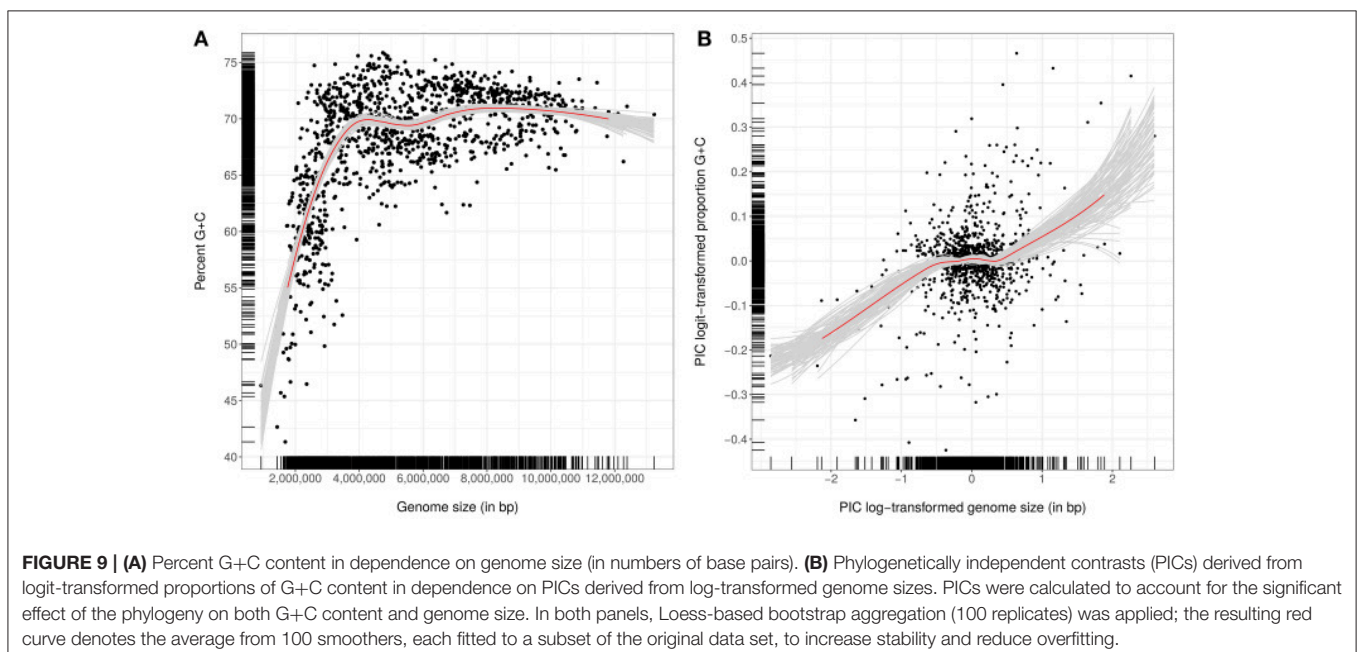 A
75
70
65
60
55
50
45
40
Percent G+C
2,000,000 4,000,000 6,000,000 8,000,000 10,000,000 12,000,000
Genome size (in bp)
B
0.5
0.4
0.3
0.2
0.1
0.0
-0.1
-0.2
-0.3
-0.4
PIC logit-transformed proportion G+C
-2 -1 0 1 2
PIC log-transformed genome size (in bp)
FIGURE 9 | (A) Percent G+C content in dependence on genome size (in numbers of base pairs). (B) Phylogenetically independent contrasts (PICs) derived from
logit-transformed proportions of G+C content in dependence on PICs derived from log-transformed genome sizes. PICs were calculated to account for the significant
effect of the phylogeny on both G+C content and genome size. In both panels, Loess-based bootstrap aggregation (100 replicates) was applied; the resulting red
curve denotes the average from 100 smoothers, each fitted to a subset of the original data set, to increase stability and reduce overfitting.